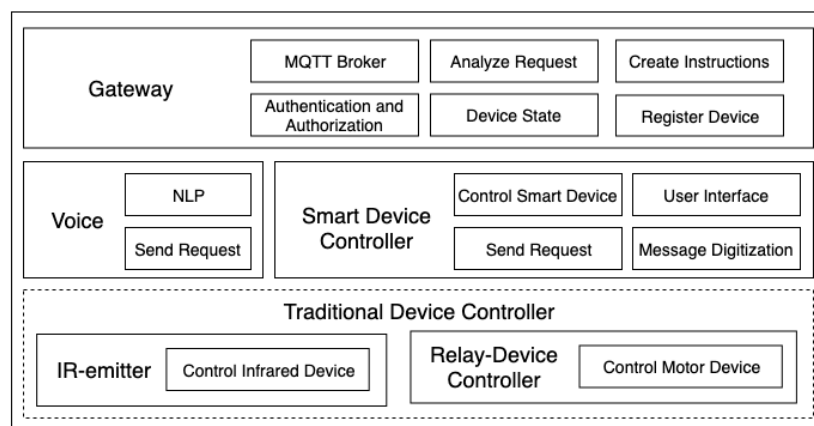 Gateway
MQTT Broker
Analyze Request
Create Instructions
Authentication and
Authorization
Device State
Register Device
Voice
NLP
Send Request
Smart Device
Controller
Control Smart Device
User Interface
Send Request
Message Digitization
Traditional Device Controller
IR-emitter
Control Infrared Device
Relay-Device
Controller
Control Motor Device